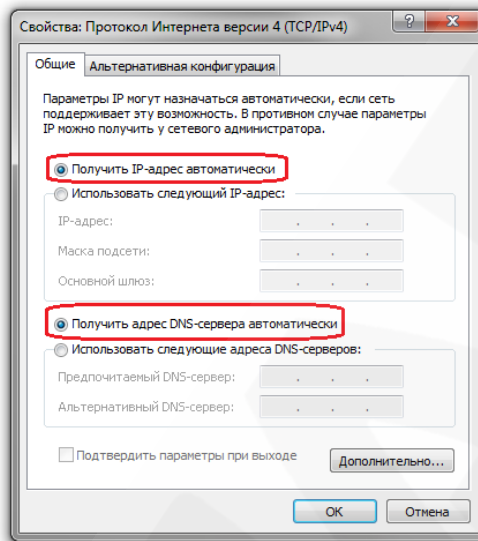 Свойства: Протокол Интернета версии 4 (TCP/IPv4)
Общие
Альтернативная конфигурация
Параметры IP могут назначаться автоматически, если сеть
поддерживает эту возможность. В противном случае параметры
IP можно получить у сетевого администратора.
Получить IP-адрес автоматически
Использовать следующий IP-адрес:
IP-адрес:
Маска подсети:
Основной шлюз:
Получить адрес DNS-сервера автоматически
Использовать следующие адреса DNS-серверов:
Предпочитаемый DNS-сервер:
Альтернативный DNS-сервер:
Подтвердить параметры при выходе
Дополнительно...
OK
Отмена